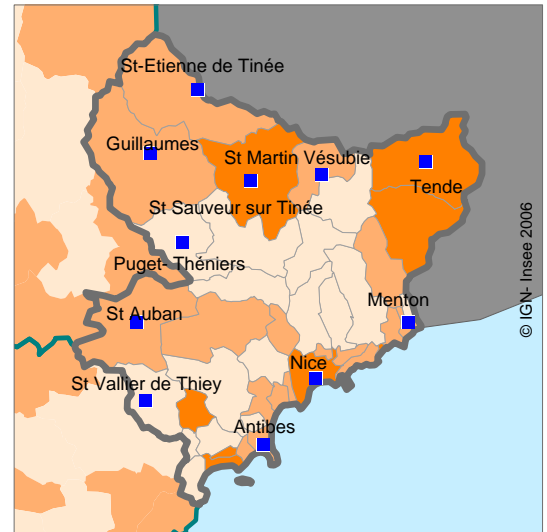 St-Etienne de Tinée
Guillaumes
St Martin Vésubie
Tende
St Sauveur sur Tinée
Puget- Théniers
Menton
St Auban
Nice
St Vallier de Thiey
Antibes
© IGN- Insee 2006